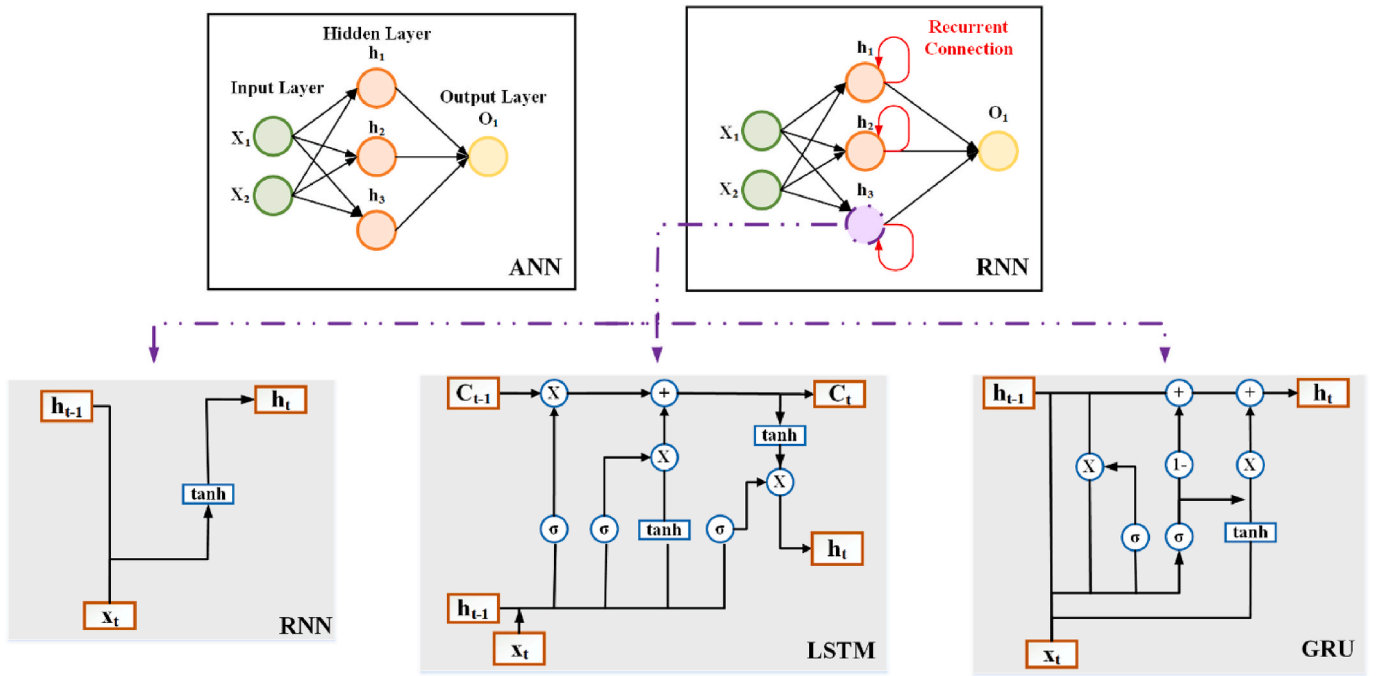 Hidden Layer
h1
Input Layer
Output Layer
O1
X1
h2
X2
h3
ANN
Recurrent
Connection
h1
O1
X1
h2
X2
h3
RNN
ht-1
ht
tanh
xt
RNN
Ct-1
X
+
Ct
tanh
X
X
σ
σ
tanh
σ
ht
ht-1
xt
LSTM
ht-1
+
+
ht
X
1-
X
σ
σ
tanh
xt
GRU